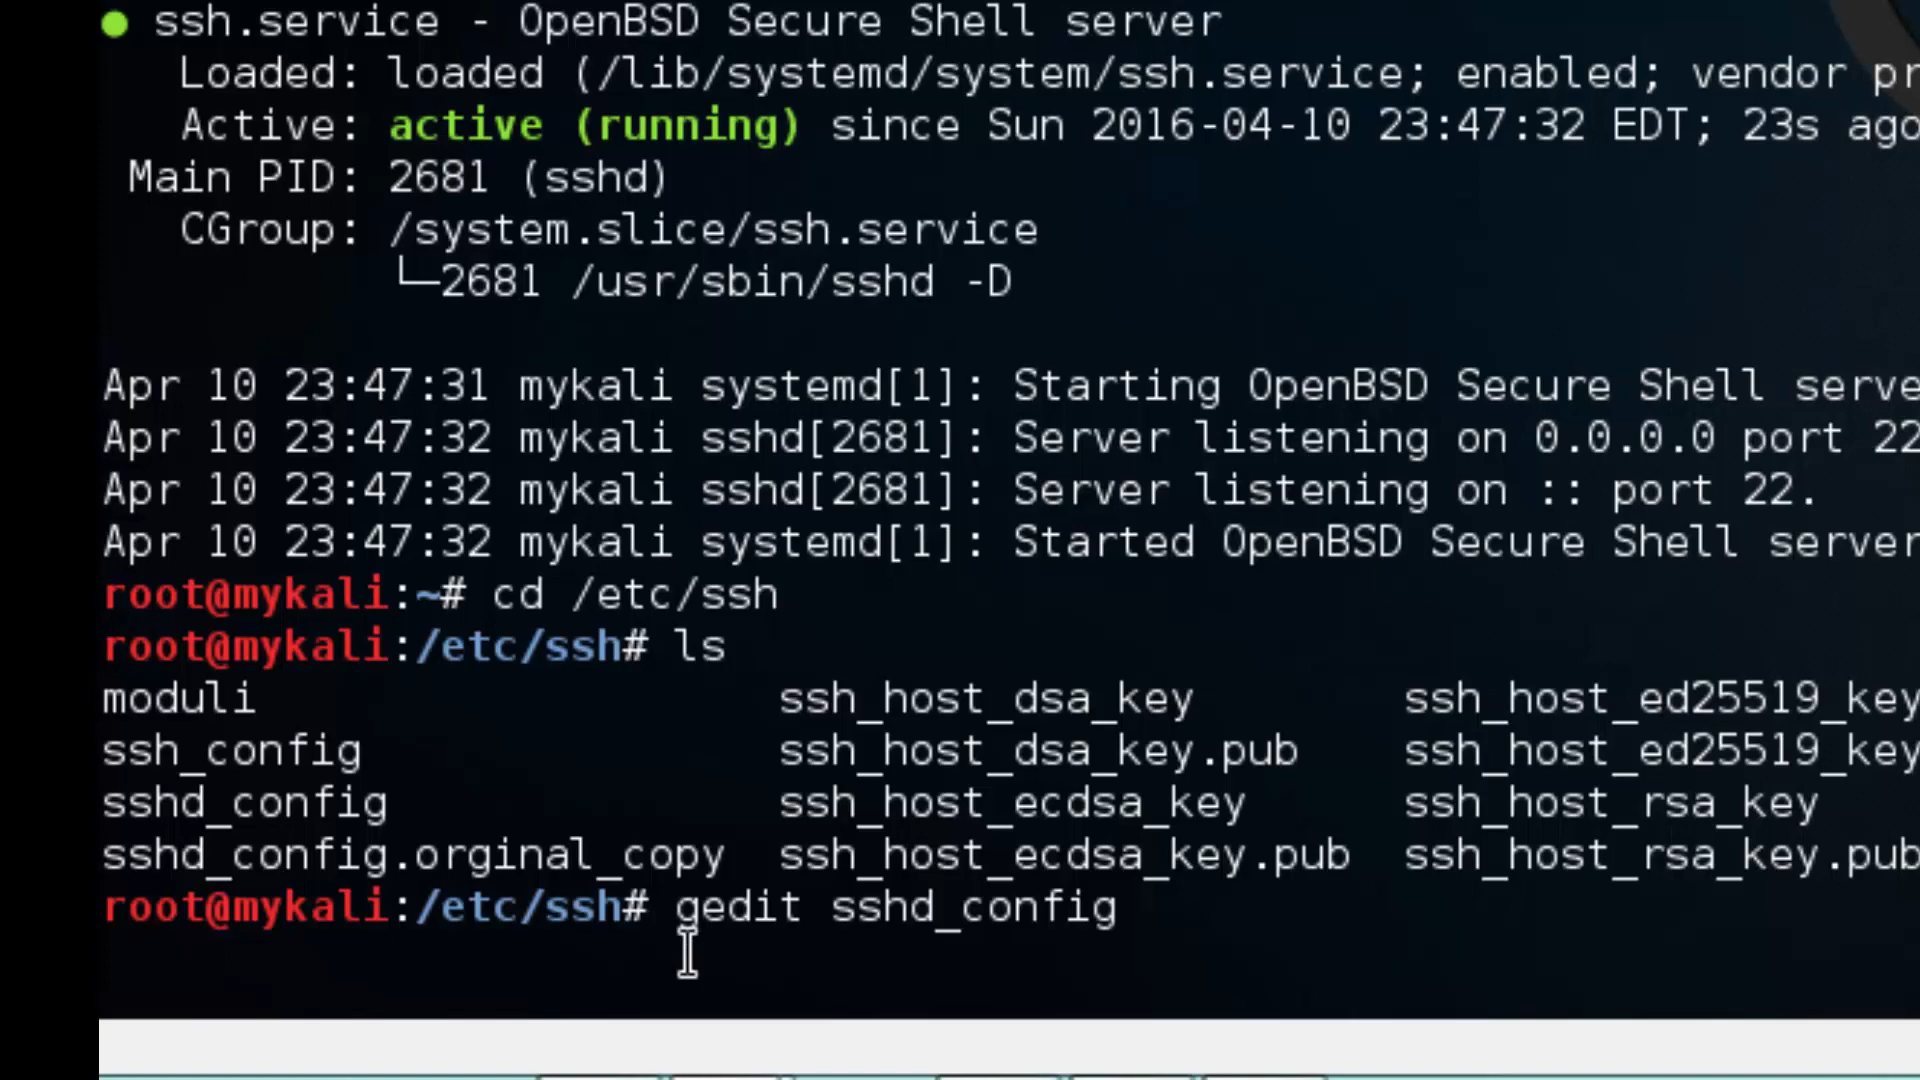 ● ssh.service - OpenBSD Secure Shell server
Loaded: loaded (/lib/systemd/system/ssh.service; enabled; vendor pr
Active: active (running) since Sun 2016-04-10 23:47:32 EDT; 23s ago
Main PID: 2681 (sshd)
CGroup: /system.slice/ssh.service
└─2681 /usr/sbin/sshd -D
Apr 10 23:47:31 mykali systemd[1]: Starting OpenBSD Secure Shell serve
Apr 10 23:47:32 mykali sshd[2681]: Server listening on 0.0.0.0 port 22
Apr 10 23:47:32 mykali sshd[2681]: Server listening on :: port 22.
Apr 10 23:47:32 mykali systemd[1]: Started OpenBSD Secure Shell server
root@mykali:~# cd /etc/ssh
root@mykali:/etc/ssh# ls
moduli ssh_host_dsa_key ssh_host_ed25519_key
ssh_config ssh_host_dsa_key.pub ssh_host_ed25519_key
sshd_config ssh_host_ecdsa_key ssh_host_rsa_key
sshd_config.orginal_copy ssh_host_ecdsa_key.pub ssh_host_rsa_key.pub
root@mykali:/etc/ssh# gedit sshd_config